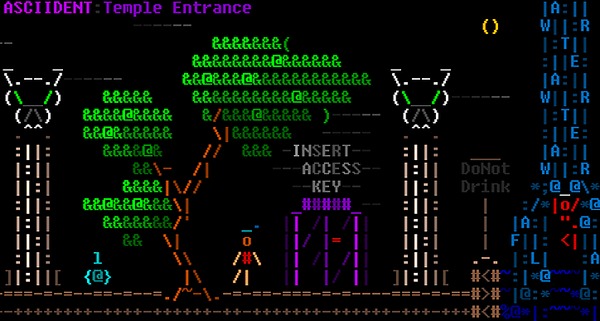 ASCIIDENT:Temple Entrance
INSERT
ACCESS
KEY
DoNot
Drink